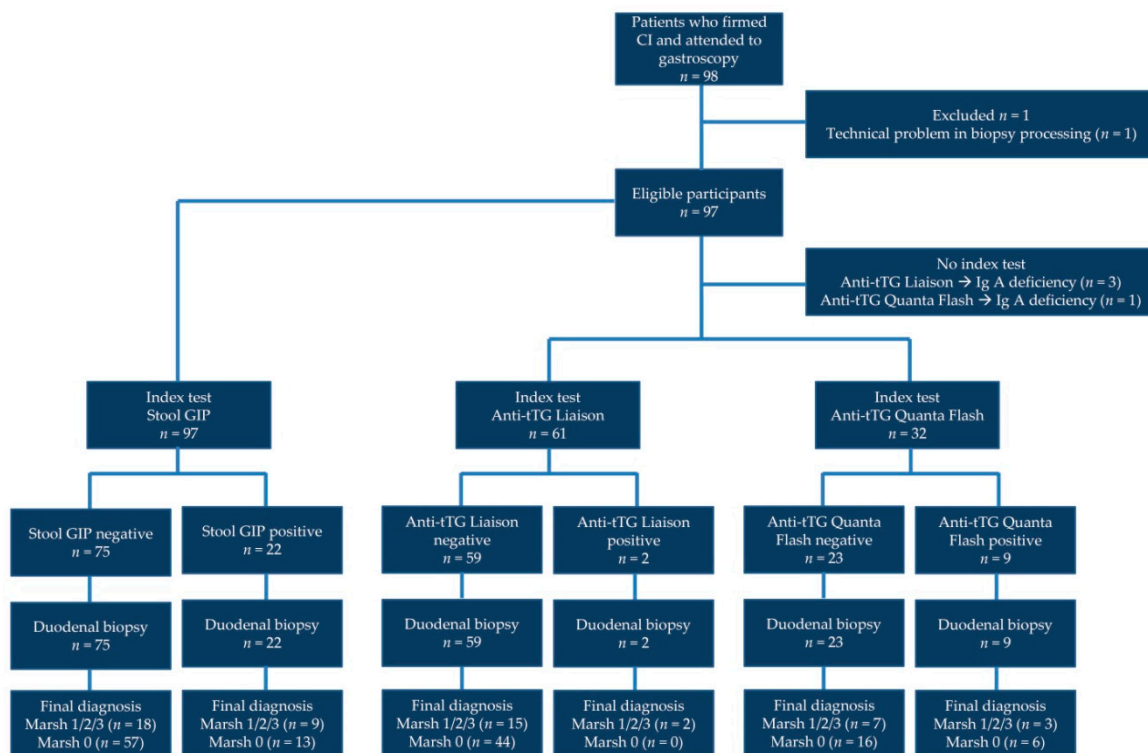 Patients who firmed
CI and attended to
gastroscopy
n = 98
Excluded n = 1
Technical problem in biopsy processing (n = 1)
Eligible participants
n = 97
No index test
Anti-tTG Liaison → Ig A deficiency (n = 3)
Anti-tTG Quanta Flash → Ig A deficiency (n = 1)
Index test
Stool GIP
n = 97
Index test
Anti-tTG Liaison
n = 61
Index test
Anti-tTG Quanta Flash
n = 32
Stool GIP negative
n = 75
Stool GIP positive
n = 22
Anti-tTG Liaison
negative
n = 59
Anti-tTG Liaison
positive
n = 2
Anti-tTG Quanta
Flash negative
n = 23
Anti-tTG Quanta
Flash positive
n = 9
Duodenal biopsy
n = 75
Duodenal biopsy
n = 22
Duodenal biopsy
n = 59
Duodenal biopsy
n = 2
Duodenal biopsy
n = 23
Duodenal biopsy
n = 9
Final diagnosis
Marsh 1/2/3 (n = 18)
Marsh 0 (n = 57)
Final diagnosis
Marsh 1/2/3 (n = 9)
Marsh 0 (n = 13)
Final diagnosis
Marsh 1/2/3 (n = 15)
Marsh 0 (n = 44)
Final diagnosis
Marsh 1/2/3 (n = 2)
Marsh 0 (n = 0)
Final diagnosis
Marsh 1/2/3 (n = 7)
Marsh 0 (n = 16)
Final diagnosis
Marsh 1/2/3 (n = 3)
Marsh 0 (n = 6)